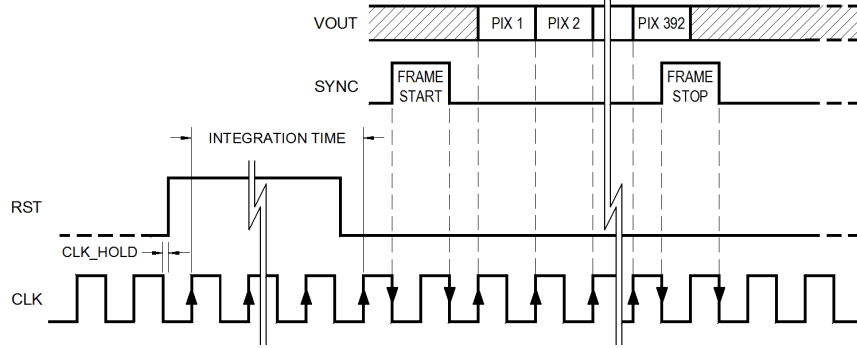 VOUT
PIX 1
PIX 2
PIX 392
SYNC
FRAME
START
FRAME
STOP
INTEGRATION TIME
RST
CLK_HOLD
CLK